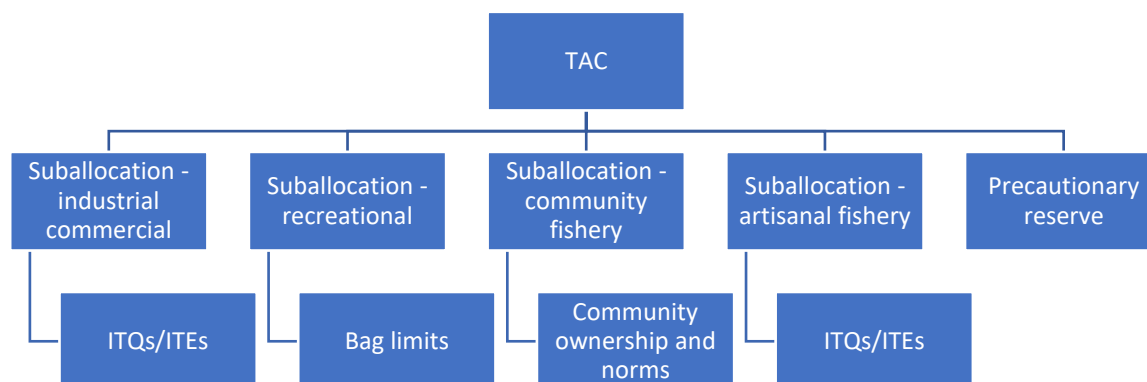 TAC
Suballocation -
industrial
commercial
Suballocation -
recreational
Suballocation -
community
fishery
Suballocation -
artisanal fishery
Precautionary
reserve
ITQs/ITEs
Bag limits
Community
ownership and
norms
ITQs/ITEs